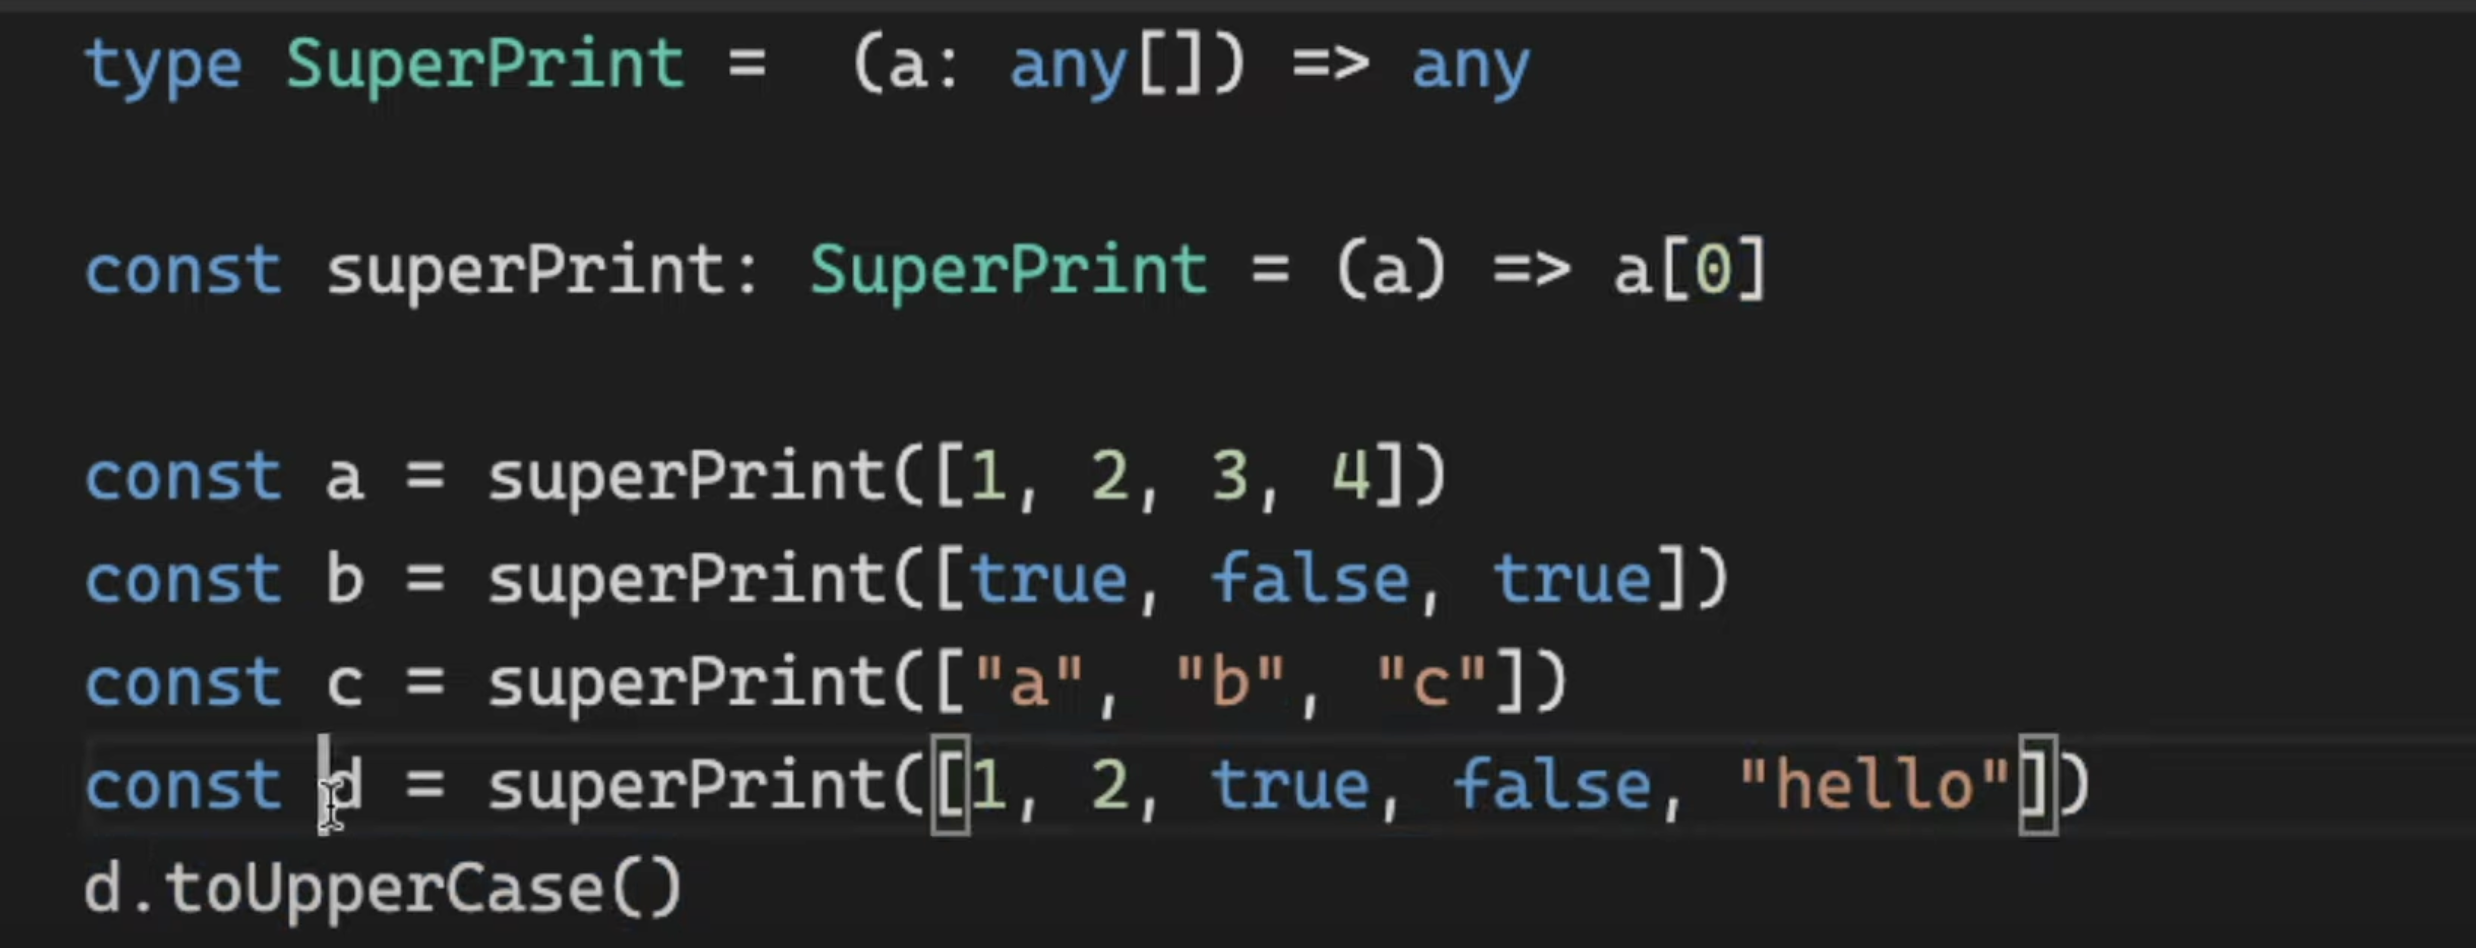 type SuperPrint =  (a: any[]) => any
const superPrint: SuperPrint = (a) => a[0]
const a = superPrint([1, 2, 3, 4])
const b = superPrint([true, false, true])
const c = superPrint(["a", "b", "c"])
const d = superPrint([1, 2, true, false, "hello"])
d.toUpperCase()